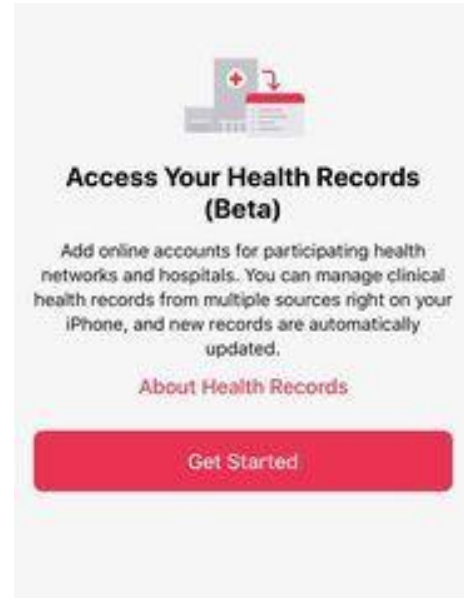 Access Your Health Records
(Beta)
Add online accounts for participating health
networks and hospitals. You can manage clinical
health records from multiple sources right on your
iPhone, and new records are automatically
updated.
About Health Records
Get Started